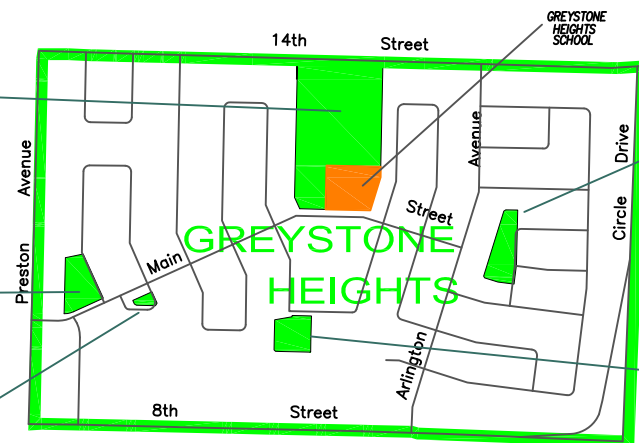 GREYSTONE
HEIGHTS
SCHOOL
14th Street
Avenue
Avenue
Drive
Circle
Street
GREYSTONE
Main
HEIGHTS
Preston
Arlington
8th Street